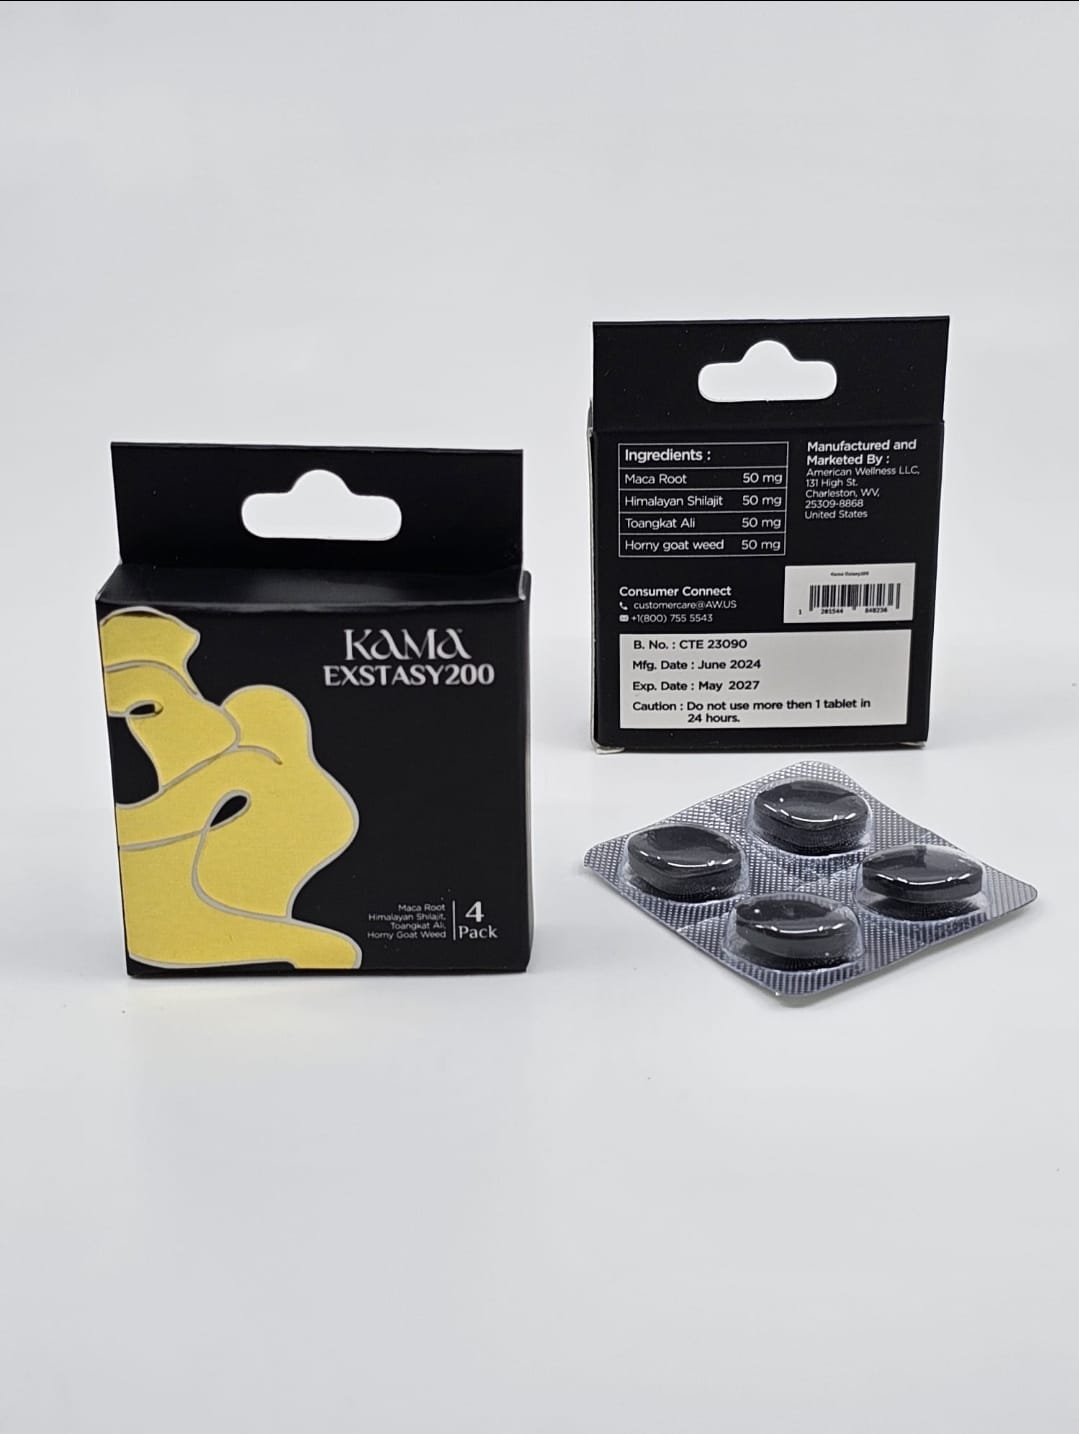 KAMA
EXSTASY200
Maca Root
Himalayan Shilajit,
Toangkat Ali,
Horny Goat Weed
4
Pack
Ingredients :
Maca Root 50 mg
Himalayan Shilajit 50 mg
Toangkat Ali 50 mg
Horny goat weed 50 mg
Manufactured and
Marketed By :
American Wellness LLC,
131 High St.
Charleston, WV,
25309-8868
United States
Consumer Connect
customercare@AW.US
+1(800) 755 5543
1 201544 848236
B. No. : CTE 23090
Mfg. Date : June 2024
Exp. Date : May 2027
Caution : Do not use more then 1 tablet in
24 hours.